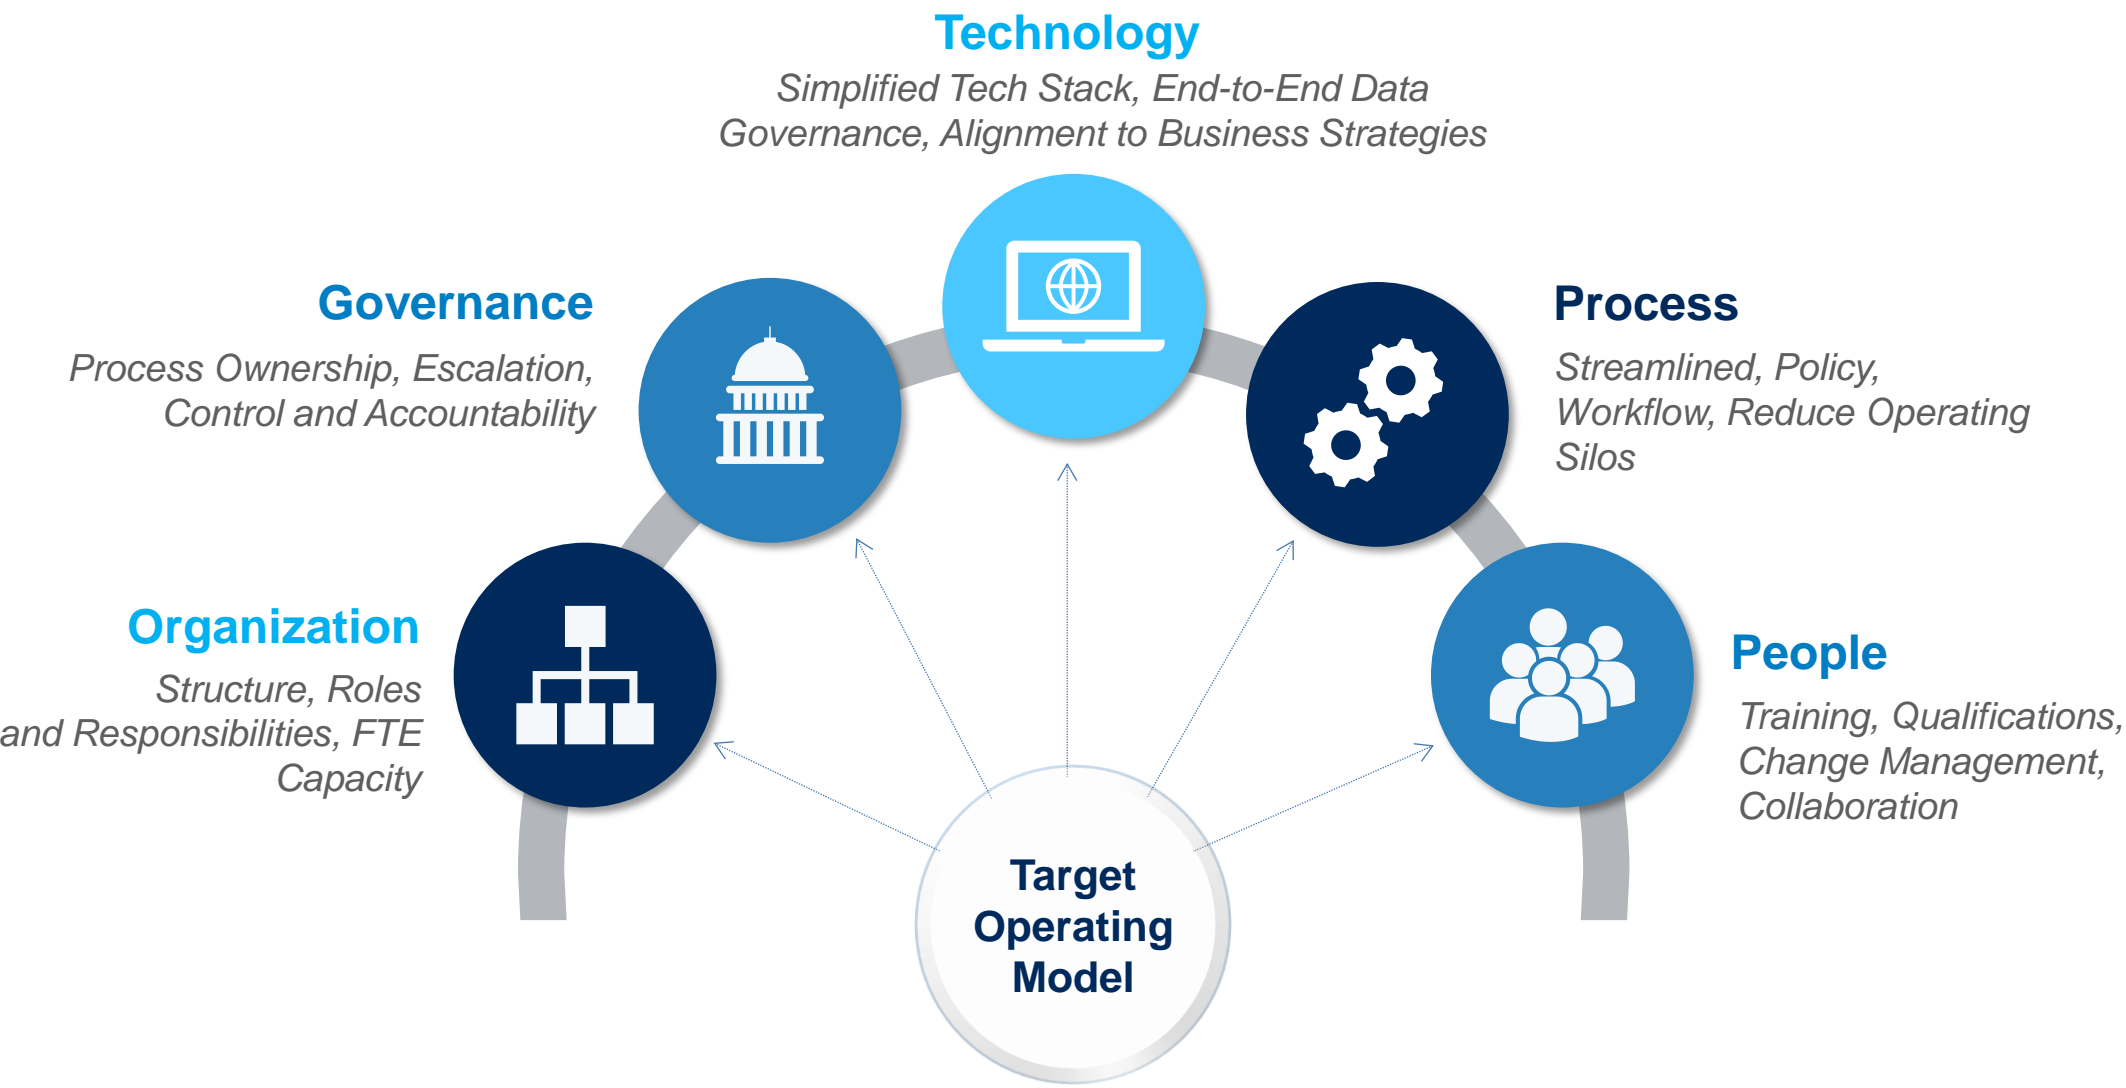 Technology
Simplified Tech Stack, End-to-End Data
Governance, Alignment to Business Strategies
Governance
Process Ownership, Escalation,
Control and Accountability
Process
Streamlined, Policy,
Workflow, Reduce Operating
Silos
Organization
Structure, Roles
and Responsibilities, FTE
Capacity
People
Training, Qualifications,
Change Management,
Collaboration
Target
Operating
Model